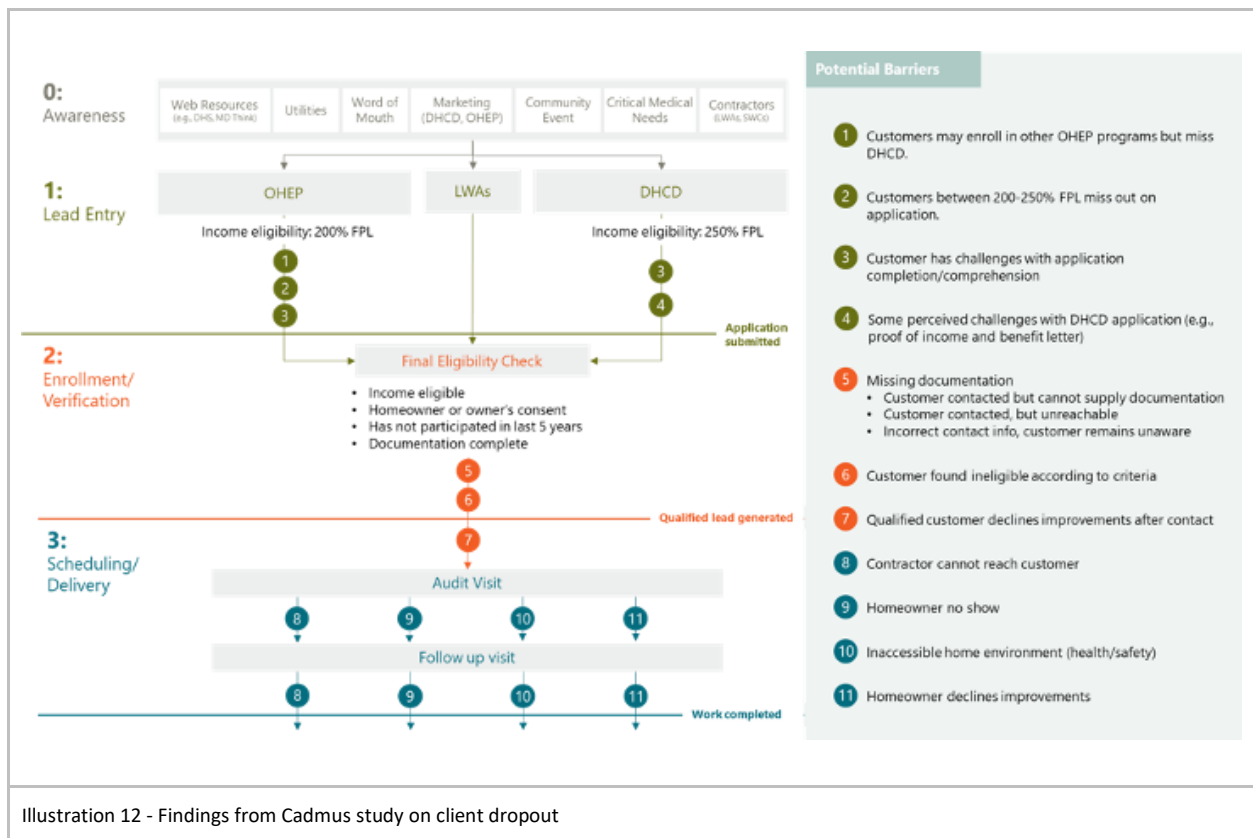 0:
Awareness
Web Resources
(e.g., DHS, MD Think)
Utilities
Word of
Mouth
Marketing
(DHCD, OHEP)
Community
Event
Critical Medical
Needs
Contractors
(LWAs, SWCs)
1:
Lead Entry
OHEP
LWAs
DHCD
Income eligibility: 200% FPL
Income eligibility: 250% FPL
1
2
3
3
4
Application
submitted
2:
Enrollment/
Verification
Final Eligibility Check
• Income eligible
• Homeowner or owner's consent
• Has not participated in last 5 years
• Documentation complete
5
6
Qualified lead generated
3:
Scheduling/
Delivery
7
Audit Visit
8 9 10 11
Follow up visit
8 9 10 11
Work completed
Potential Barriers
1 Customers may enroll in other OHEP programs but miss
DHCD.
2 Customers between 200-250% FPL miss out on
application.
3 Customer has challenges with application
completion/comprehension
4 Some perceived challenges with DHCD application (e.g.,
proof of income and benefit letter)
5 Missing documentation
• Customer contacted but cannot supply documentation
• Customer contacted, but unreachable
• Incorrect contact info, customer remains unaware
6 Customer found ineligible according to criteria
7 Qualified customer declines improvements after contact
8 Contractor cannot reach customer
9 Homeowner no show
10 Inaccessible home environment (health/safety)
11 Homeowner declines improvements
Illustration 12 - Findings from Cadmus study on client dropout